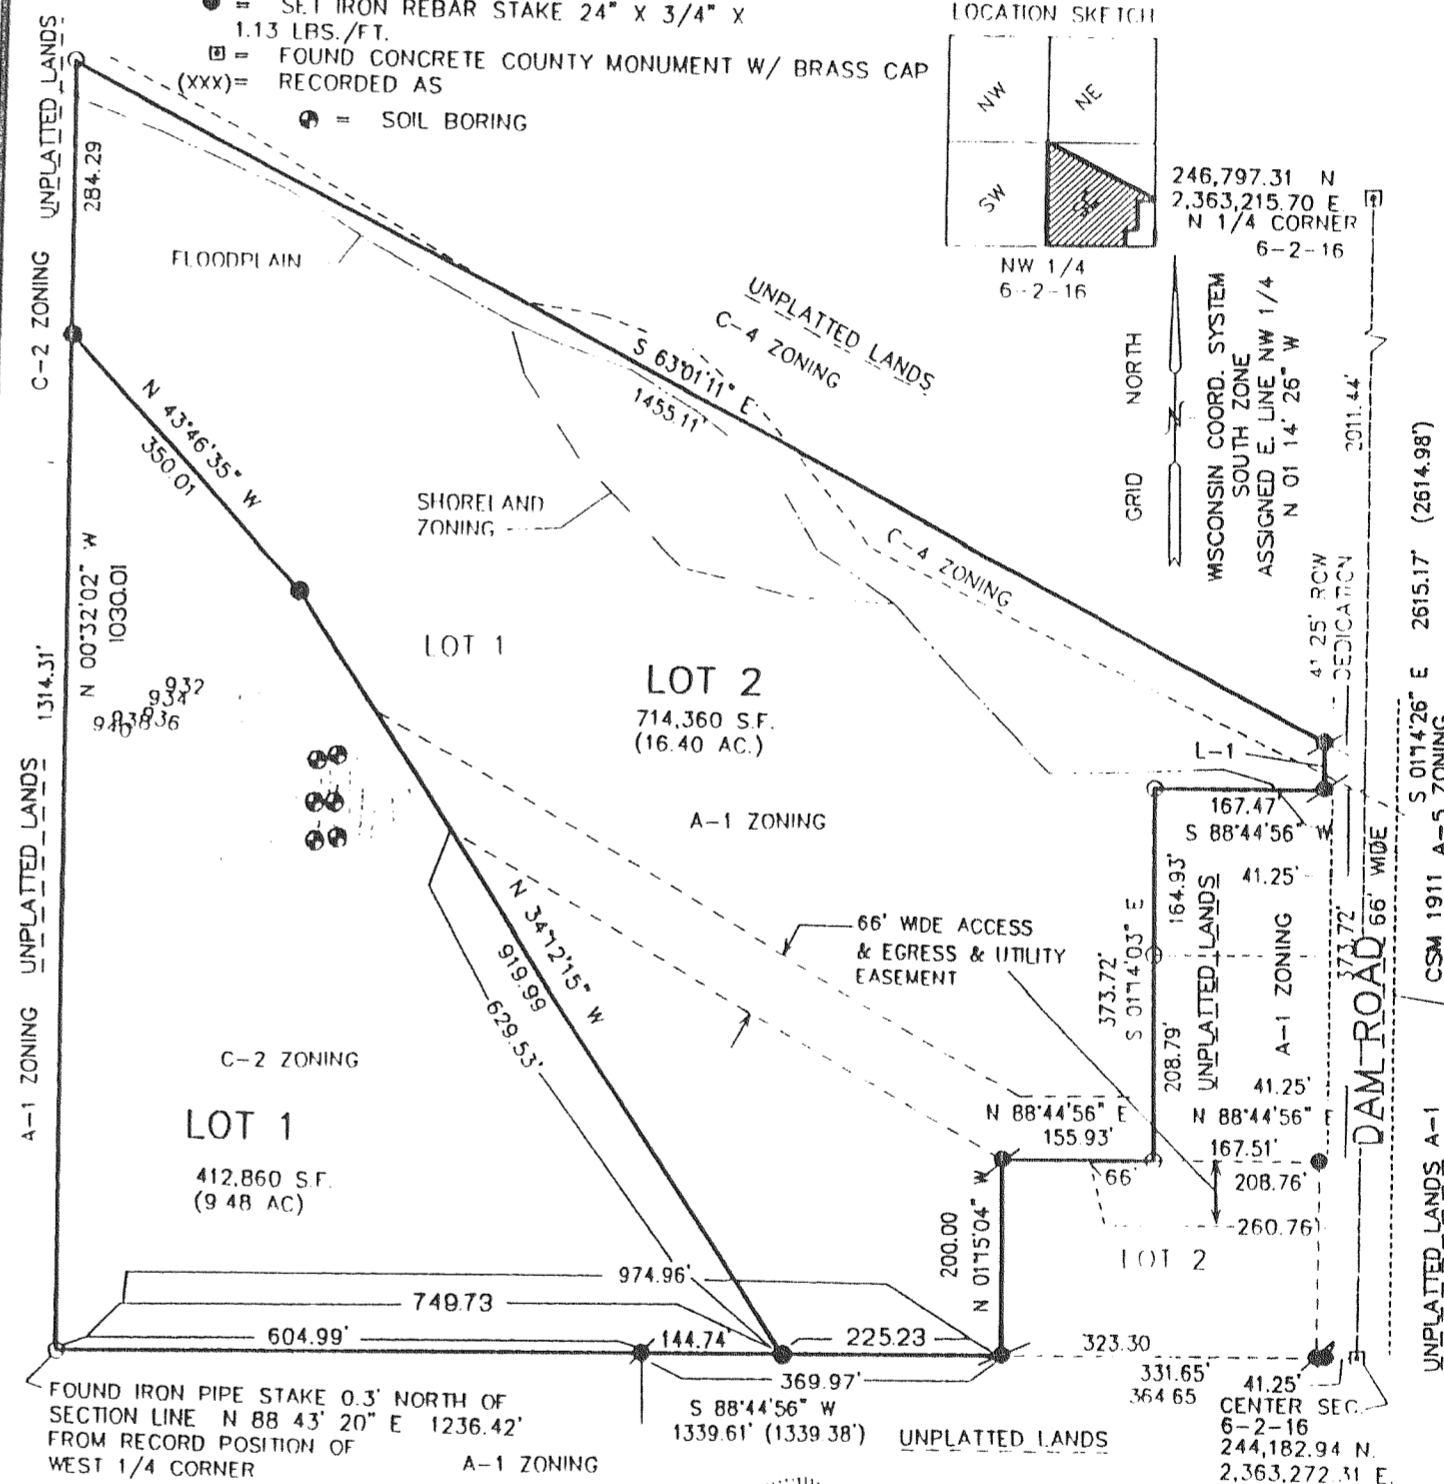 ● = SET IRON REBAR STAKE 24" X 3/4" X
1.13 LBS./FT.
= FOUND CONCRETE COUNTY MONUMENT W/ BRASS CAP
(XXX)= RECORDED AS
= SOIL BORING
LOCATION SKETCH
NW
NE
SW
NW 1/4
6-2-16
246,797.31 N
2,363,215.70 E
N 1/4 CORNER
6-2-16
UNPLATTED LANDS
C-2 ZONING
284.29
FLOODPLAIN
UNPLATTED LANDS
C-4 ZONING
S 63°01'11" E
1455.11'
GRID NORTH
WISCONSIN COORD. SYSTEM
SOUTH ZONE
ASSIGNED E. LINE NW 1/4
N 01 14' 26" W
2011.44'
N 43°46'35" W
350.01
SHORELAND
ZONING
C-4 ZONING
41.25' ROW
DEDICATION
S 01°14'26" E 2615.17' (2614.98')
N 00°32'02" W
1030.01
1314.31'
LOT 1
LOT 2
714,360 S.F.
(16.40 AC.)
932
934
936
938
940
L-1
167.47'
S 88°44'56" W
A-1 ZONING
UNPLATTED LANDS
A-1 ZONING
41.25'
164.93'
373.72'
S 01°14'03" E
208.79'
UNPLATTED LANDS
A-1 ZONING
373.72'
66' WIDE
DAM ROAD
CSM 1911 A-5 ZONING
66' WIDE ACCESS
& EGRESS & UTILITY
EASEMENT
N 34°12'15" W
919.99
629.53'
C-2 ZONING
LOT 1
412,860 S.F.
(9.48 AC)
41.25'
N 88°44'56" E
155.93'
N 88°44'56" E
167.51'
66'
208.76'
260.76'
LOT 2
200.00
N 01°15'04" W
UNPLATTED LANDS A-1
974.96'
749.73
604.99'
144.74'
225.23
369.97'
323.30
331.65'
364.65
41.25'
S 88°44'56" W
1339.61' (1339.38')
UNPLATTED LANDS
FOUND IRON PIPE STAKE 0.3' NORTH OF
SECTION LINE N 88 43' 20" E 1236.42'
FROM RECORD POSITION OF
WEST 1/4 CORNER
A-1 ZONING
CENTER SEC.
6-2-16
244,182.94 N.
2,363,272.31 E.